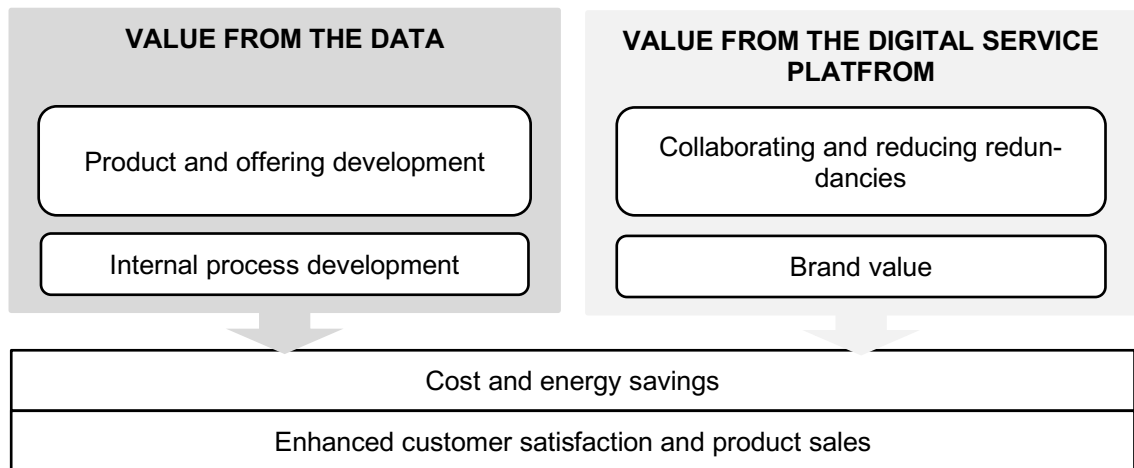 VALUE FROM THE DATA
Product and offering development
Internal process development
VALUE FROM THE DIGITAL SERVICE
PLATFROM
Collaborating and reducing redun-
dancies
Brand value
Cost and energy savings
Enhanced customer satisfaction and product sales